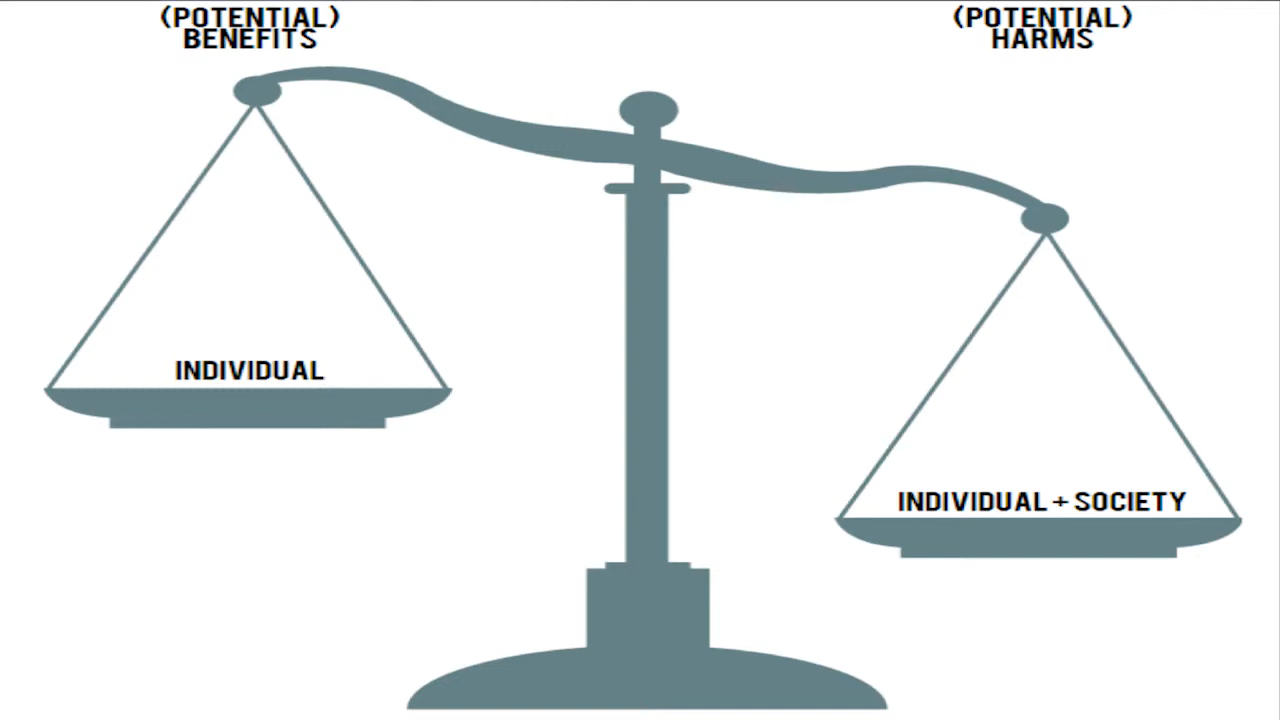 (POTENTIAL)
BENEFITS
(POTENTIAL)
HARMS
INDIVIDUAL
INDIVIDUAL + SOCIETY